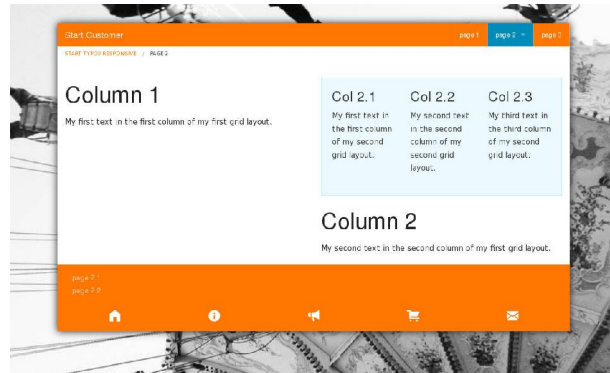 Start Customer
page 1
page 2
page 3
START TYPO3 RESPONSIVE / PAGE 2
Column 1
My first text in the first column of my first grid layout.
Col 2.1
My first text in
the first column
of my second
grid layout.
Col 2.2
My second text
in the second
column of my
second grid
layout.
Col 2.3
My third text in
the third column
of my second
grid layout.
Column 2
My second text in the second column of my first grid layout.
page 2.1
page 2.2